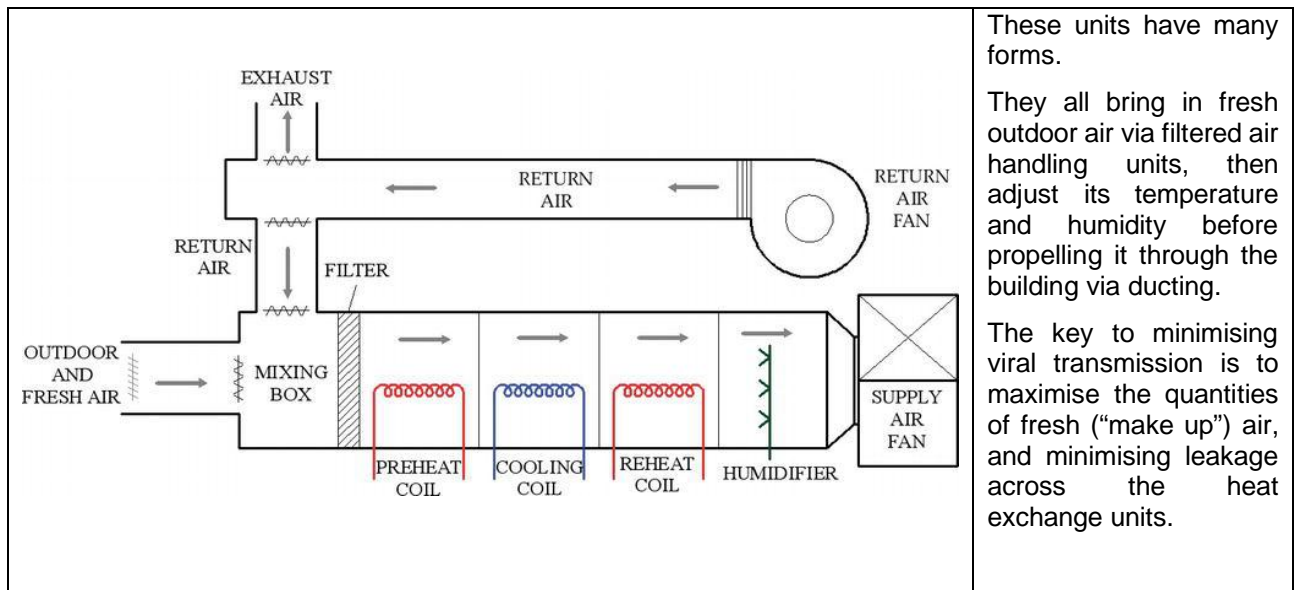 EXHAUST
AIR
RETURN
AIR
RETURN
AIR
FAN
RETURN
AIR
FILTER
OUTDOOR
AND
FRESH AIR
MIXING
BOX
PREHEAT
COIL
COOLING
COIL
REHEAT
COIL
HUMIDIFIER
SUPPLY
AIR
FAN
These units have many
forms.
They all bring in fresh
outdoor air via filtered air
handling units, then
adjust its temperature
and humidity before
propelling it through the
building via ducting.
The key to minimising
viral transmission is to
maximise the quantities
of fresh (“make up”) air,
and minimising leakage
across the heat
exchange units.